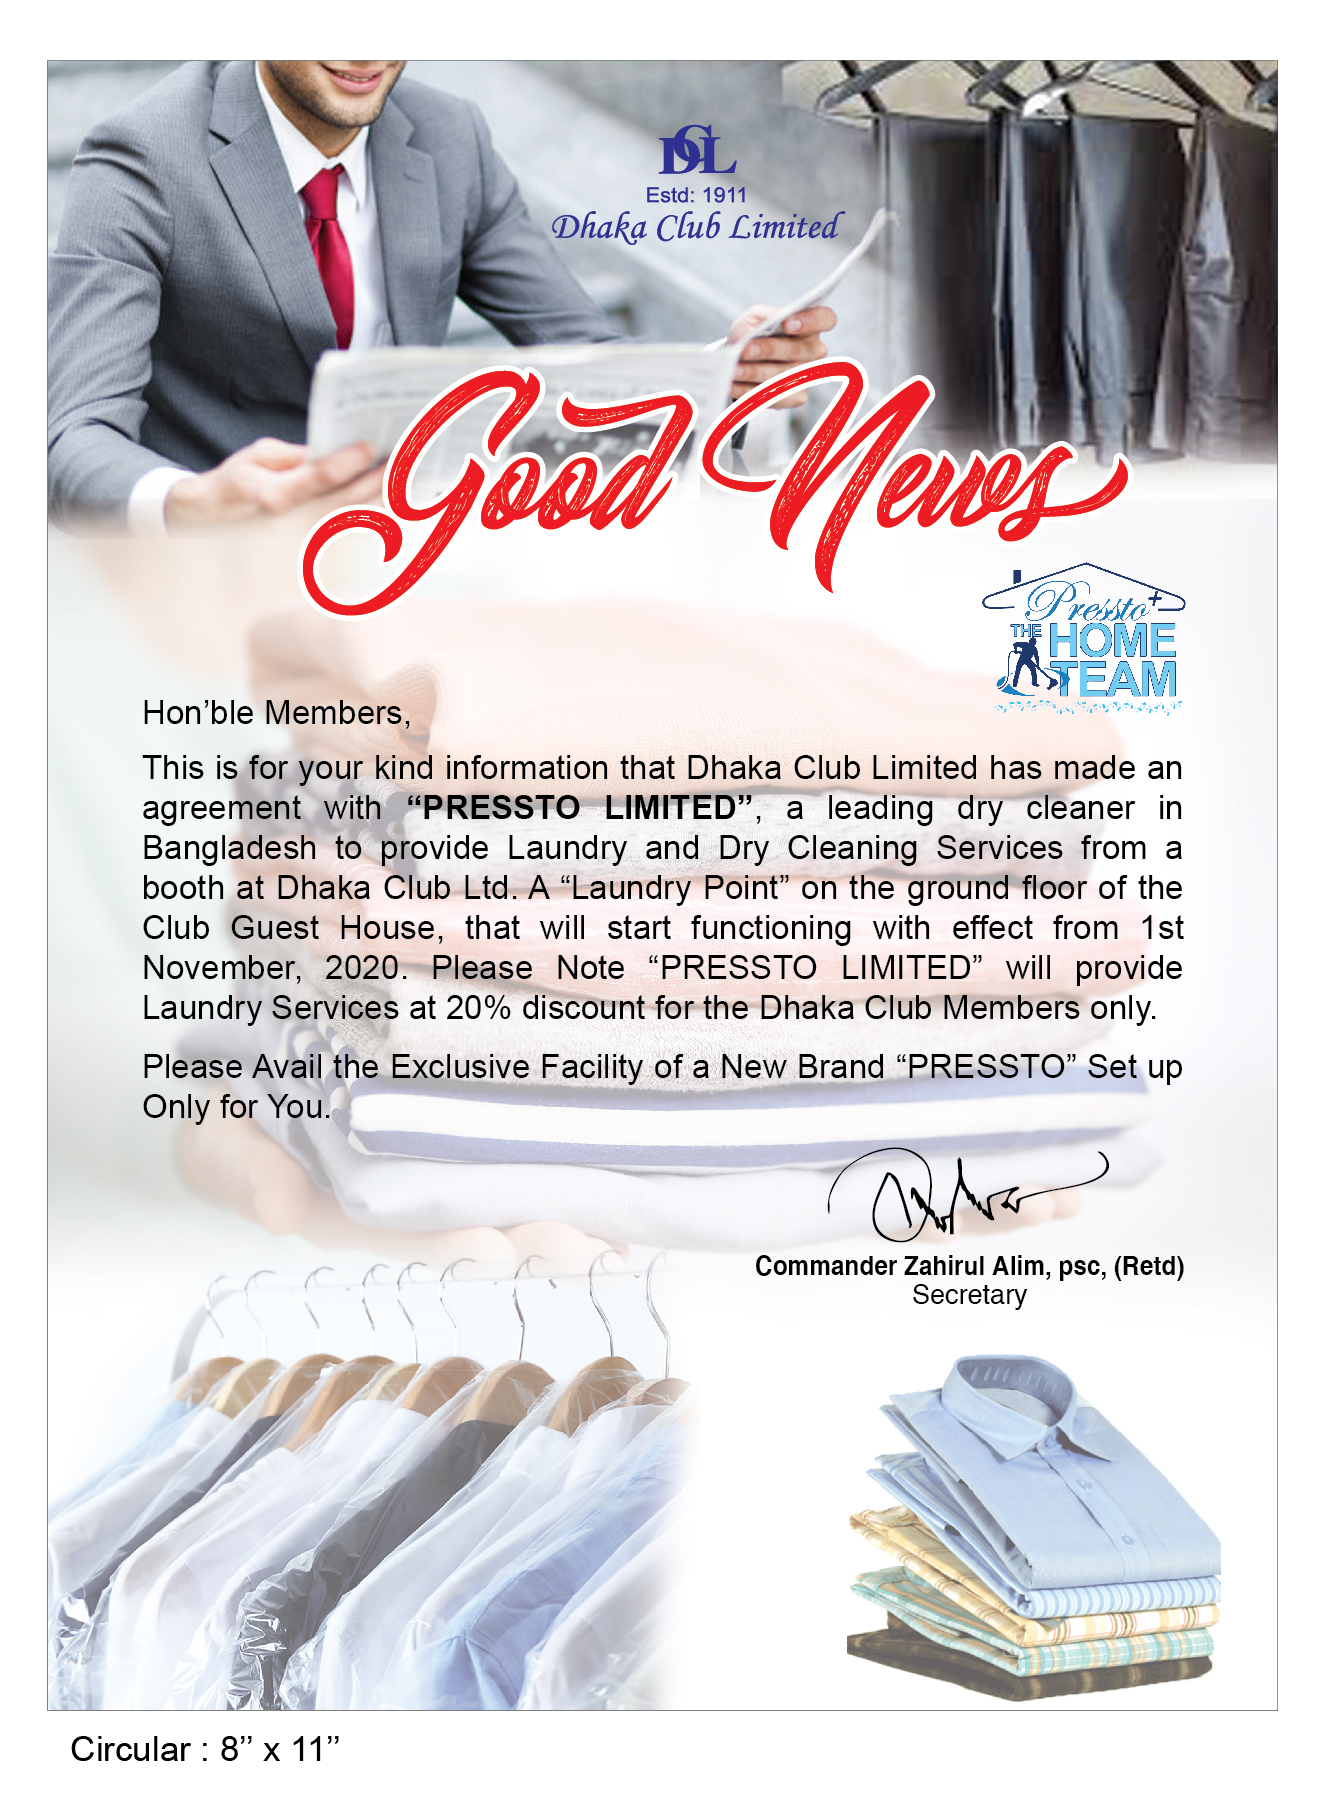 DCL
Estd: 1911
Dhaka Club Limited
Good News
Pressto+
THE HOME
TEAM
Hon’ble Members,
This is for your kind information that Dhaka Club Limited has made an
agreement with “PRESSTO LIMITED”, a leading dry cleaner in
Bangladesh to provide Laundry and Dry Cleaning Services from a
booth at Dhaka Club Ltd. A “Laundry Point” on the ground floor of the
Club Guest House, that will start functioning with effect from 1st
November, 2020. Please Note “PRESSTO LIMITED” will provide
Laundry Services at 20% discount for the Dhaka Club Members only.
Please Avail the Exclusive Facility of a New Brand “PRESSTO” Set up
Only for You.
Commander Zahirul Alim, psc, (Retd)
Secretary
Circular : 8’’ x 11’’